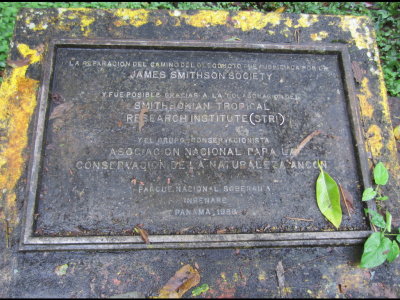 LA REPARACION DEL CAMINO DEL OLEODUCTO FUE AUSPICIADA POR LA
JAMES SMITHSON SOCIETY
Y FUE POSIBLE GRACIAS A LA COLABORACION DEL
SMITHSONIAN TROPICAL
RESEARCH INSTITUTE (STRI)
Y EL GRUPO CONSERVACIONISTA
ASOCIACION NACIONAL PARA LA
CONSERVACION DE LA NATURALEZA ANCON
PARQUE NACIONAL SOBERANIA
INRENARE
PANAMA,